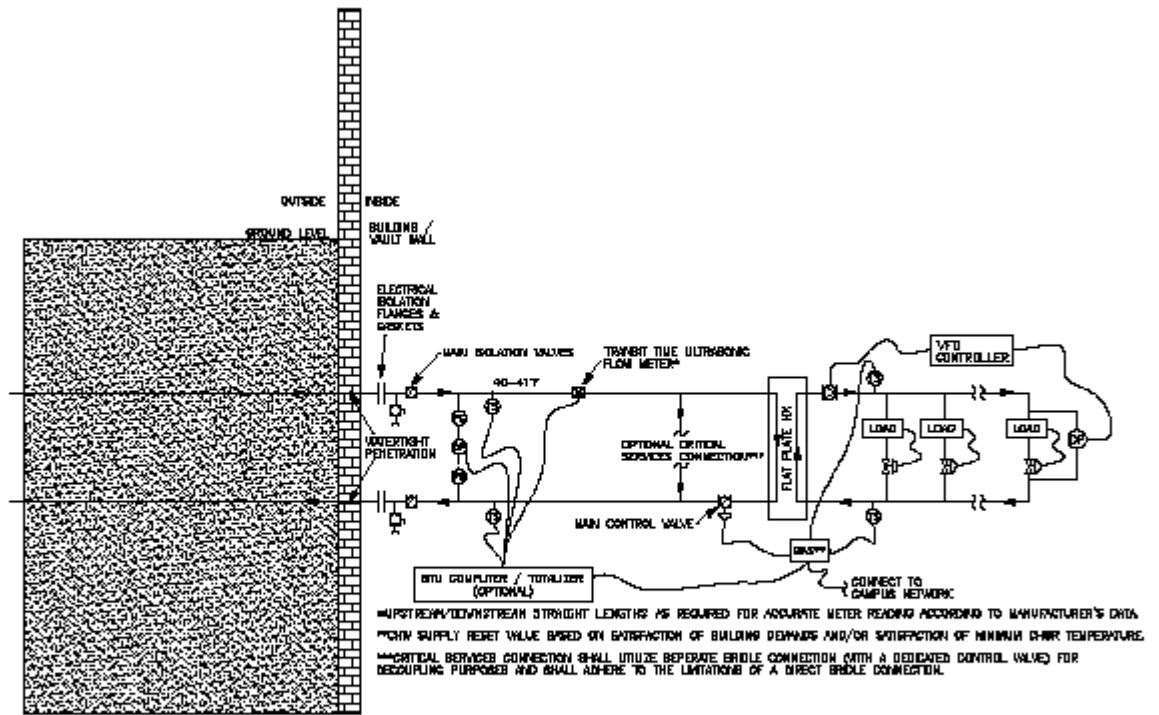 OUTSIDE
INSIDE
GROUND LEVEL
BUILDING /
VAULT WALL
ELECTRICAL
ISOLATION
FLANGES &
GASKETS
MAIN ISOLATION VALVES
TRANSIT TIME ULTRASONIC
FLOW METER*
VFD
CONTROLLER
40-41°F
WATERTIGHT
PENETRATION
OPTIONAL CRITICAL
SERVICES CONNECTION***
FLAT PLATE HX
LOAD
LOAD
LOAD
DP
MAIN CONTROL VALVE
BTU COMPUTER / TOTALIZER
(OPTIONAL)
CONNECT TO
CAMPUS NETWORK
*UPSTREAM/DOWNSTREAM STRAIGHT LENGTHS AS REQUIRED FOR ACCURATE METER READING ACCORDING TO MANUFACTURER'S DATA.
**CHW SUPPLY RESET VALUE BASED ON SATISFACTION OF BUILDING DEMANDS AND/OR SATISFACTION OF MINIMUM CHWR TEMPERATURE.
***CRITICAL SERVICES CONNECTION SHALL UTILIZE SEPERATE BRIDLE CONNECTION (WITH A DEDICATED CONTROL VALVE) FOR
DECOUPLING PURPOSES AND SHALL ADHERE TO THE LIMITATIONS OF A DIRECT BRIDLE CONNECTION.